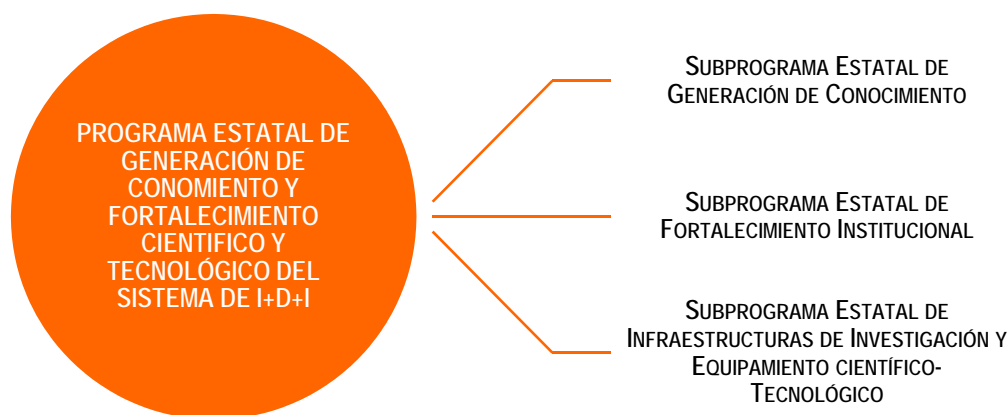 PROGRAMA ESTATAL DE
GENERACIÓN DE
CONOMIENTO Y
FORTALECIMIENTO
CIENTIFICO Y
TECNOLÓGICO DEL
SISTEMA DE I+D+I
SUBPROGRAMA ESTATAL DE
GENERACIÓN DE CONOCIMIENTO
SUBPROGRAMA ESTATAL DE
FORTALECIMIENTO INSTITUCIONAL
SUBPROGRAMA ESTATAL DE
INFRAESTRUCTURAS DE INVESTIGACIÓN Y
EQUIPAMIENTO CIENTÍFICO-
TECNOLÓGICO